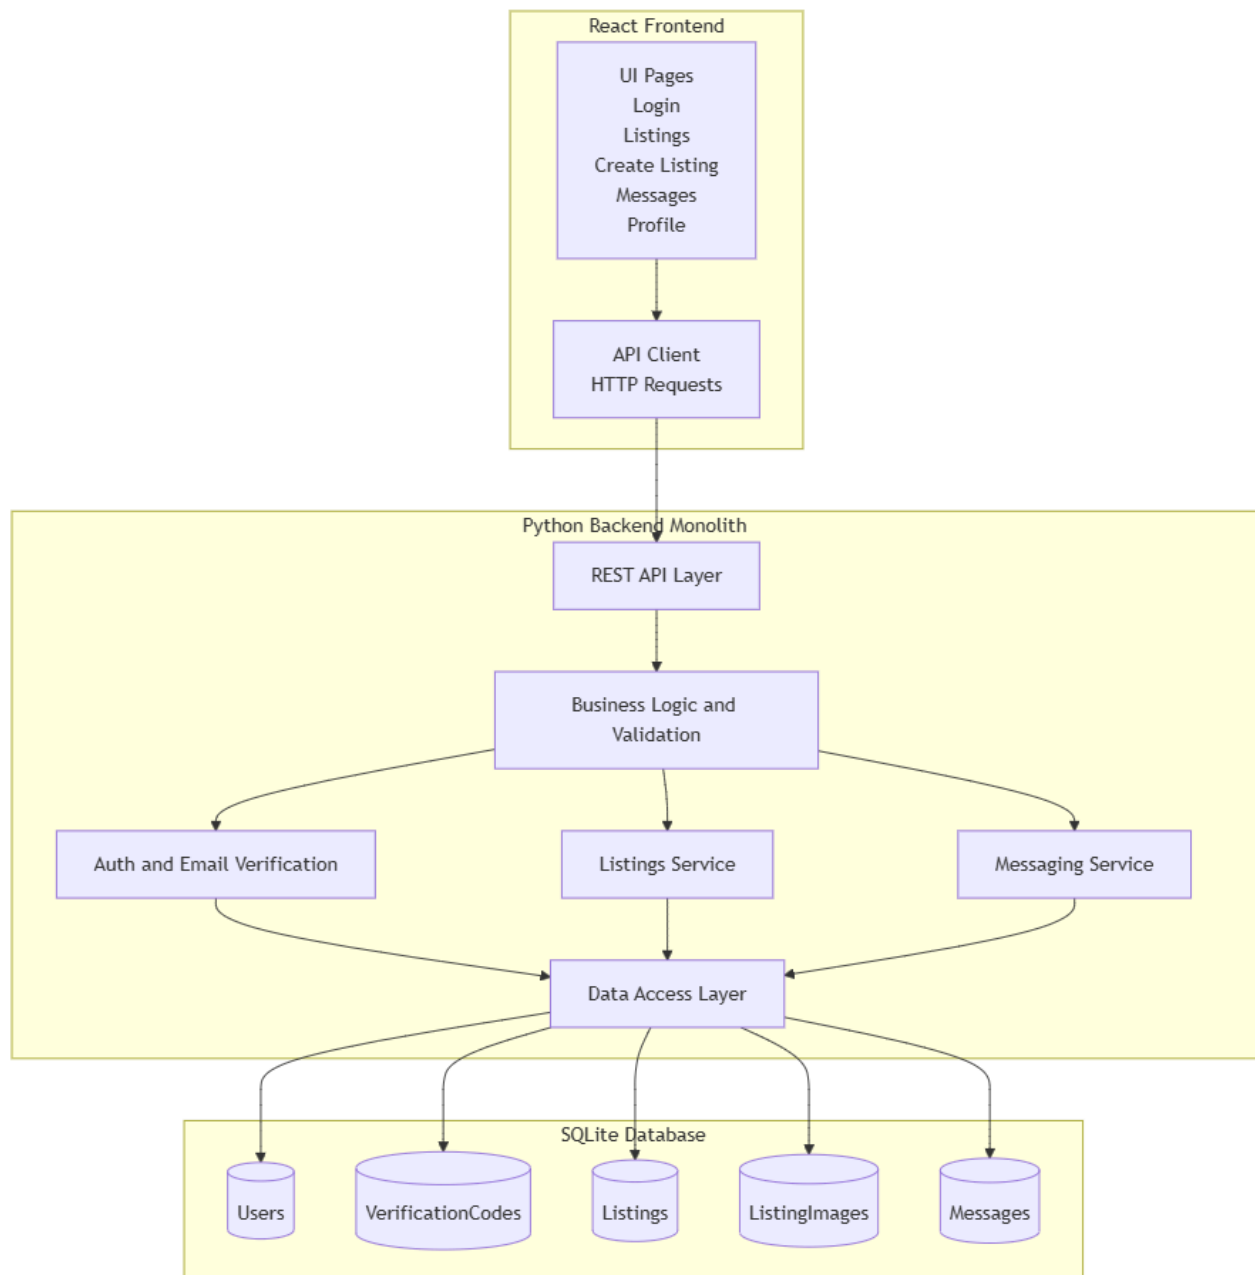 React Frontend
UI Pages
Login
Listings
Create Listing
Messages
Profile
API Client
HTTP Requests
Python Backend Monolith
REST API Layer
Business Logic and
Validation
Auth and Email Verification
Listings Service
Messaging Service
Data Access Layer
SQLite Database
Users
VerificationCodes
Listings
ListingImages
Messages